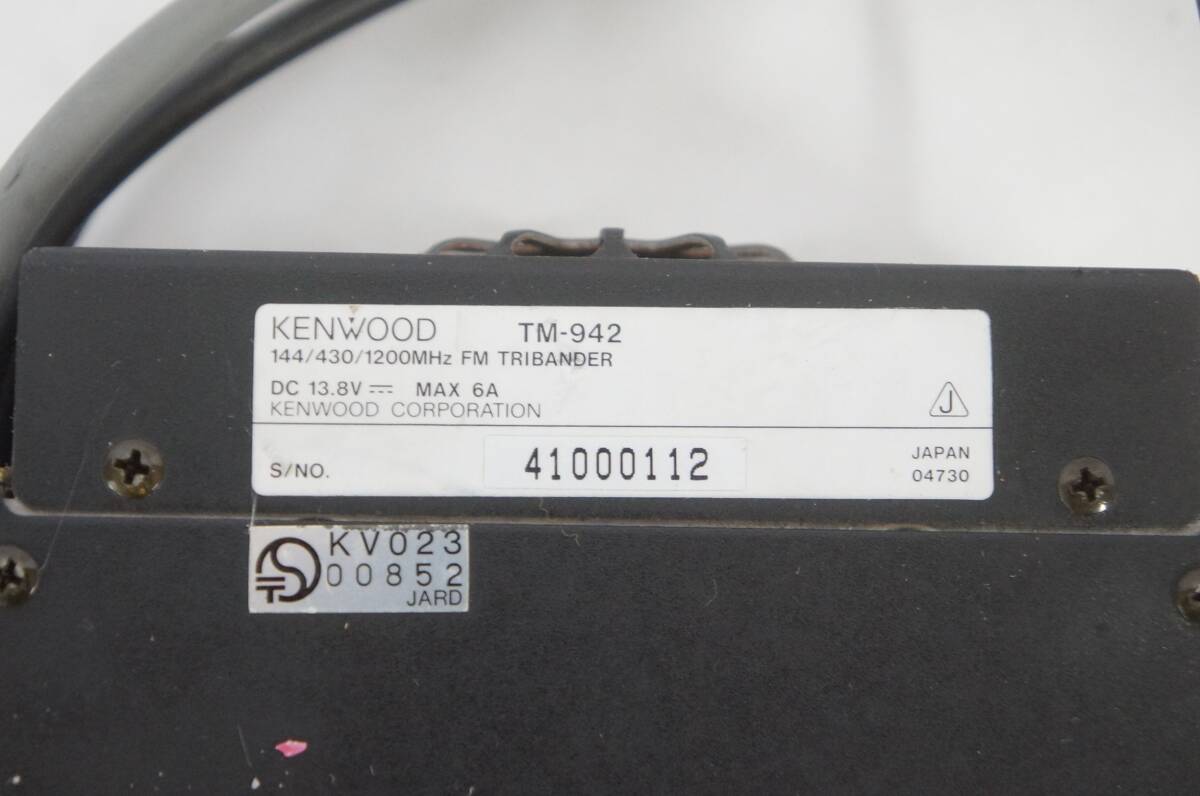 KENWOOD TM-942
144/430/1200MHz FM TRIBANDER
DC 13.8V MAX 6A
KENWOOD CORPORATION
J
S/NO. 41000112
JAPAN
04730
KV023
00852
JARD